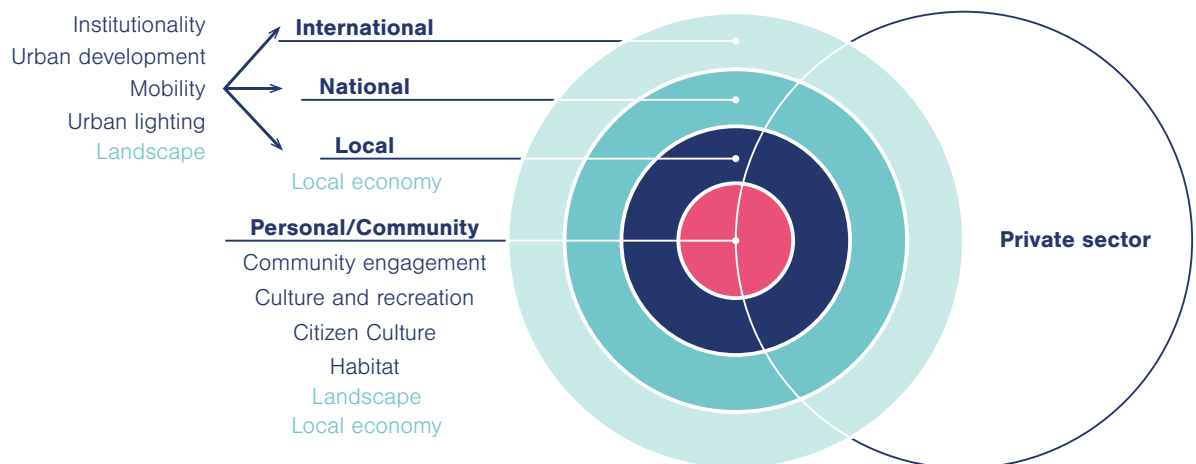 Institutionality
Urban development
Mobility
Urban lighting
Landscape
International
National
Local
Local economy
Personal/Community
Community engagement
Culture and recreation
Citizen Culture
Habitat
Landscape
Local economy
Private sector